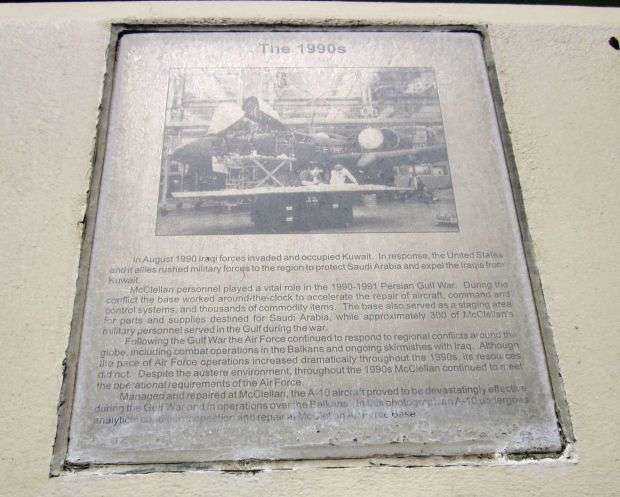 The 1990s
In August 1990 Iraqi forces invaded and occupied Kuwait. In response, the United States
and it allies rushed military forces to the region to protect Saudi Arabia and expel the Iraqis from
Kuwait.
McClellan personnel played a vital role in the 1990-1991 Persian Gulf War. During the
conflict the base worked around-the-clock to accelerate the repair of aircraft, command and
control systems, and thousands of commodity items. The base also served as a staging area
for parts and supplies destined for Saudi Arabia, while approximately 300 of McClellan's
military personnel served in the Gulf during the war.
Following the Gulf War the Air Force continued to respond to regional conflicts around the
globe, including combat operations in the Balkans and ongoing skirmishes with Iraq. Although
the pace of Air Force operations increased dramatically throughout the 1990s, its resources
did not. Despite the austere environment, throughout the 1990s McClellan continued to meet
the operational requirements of the Air Force.
Managed and repaired at McClellan, the A-10 aircraft proved to be devastatingly effective
during the Gulf War and in operations over the Balkans. In this photograph, an A-10 undergoes
analytical inspection and repair at McClellan Air Force Base.